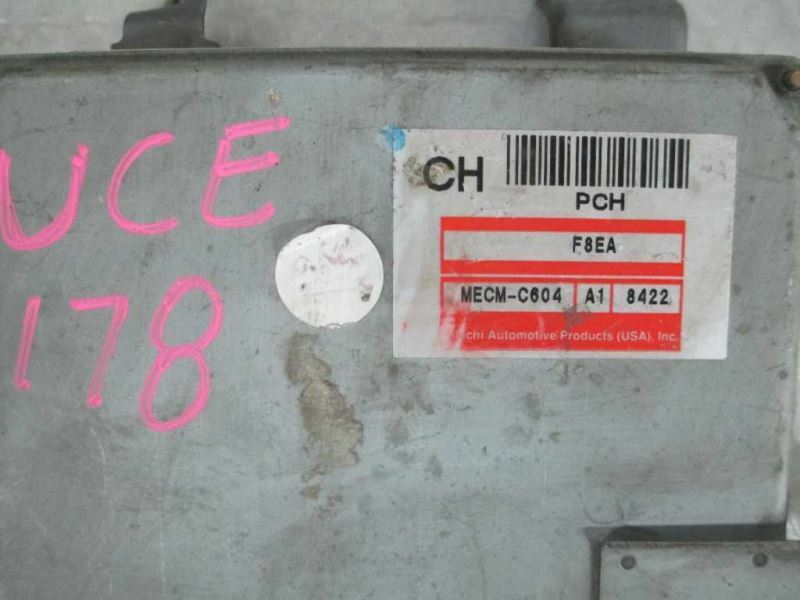 UCE
178
CH
PCH
F8EA
MECM-C604 A1 8422
chi Automotive Products (USA), Inc.